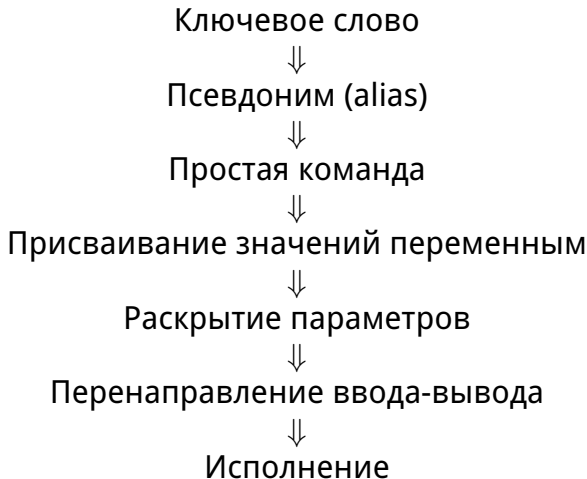 Ключевое слово
⇓
Псевдоним (alias)
⇓
Простая команда
⇓
Присваивание значений переменным
⇓
Раскрытие параметров
⇓
Перенаправление ввода-вывода
⇓
Исполнение